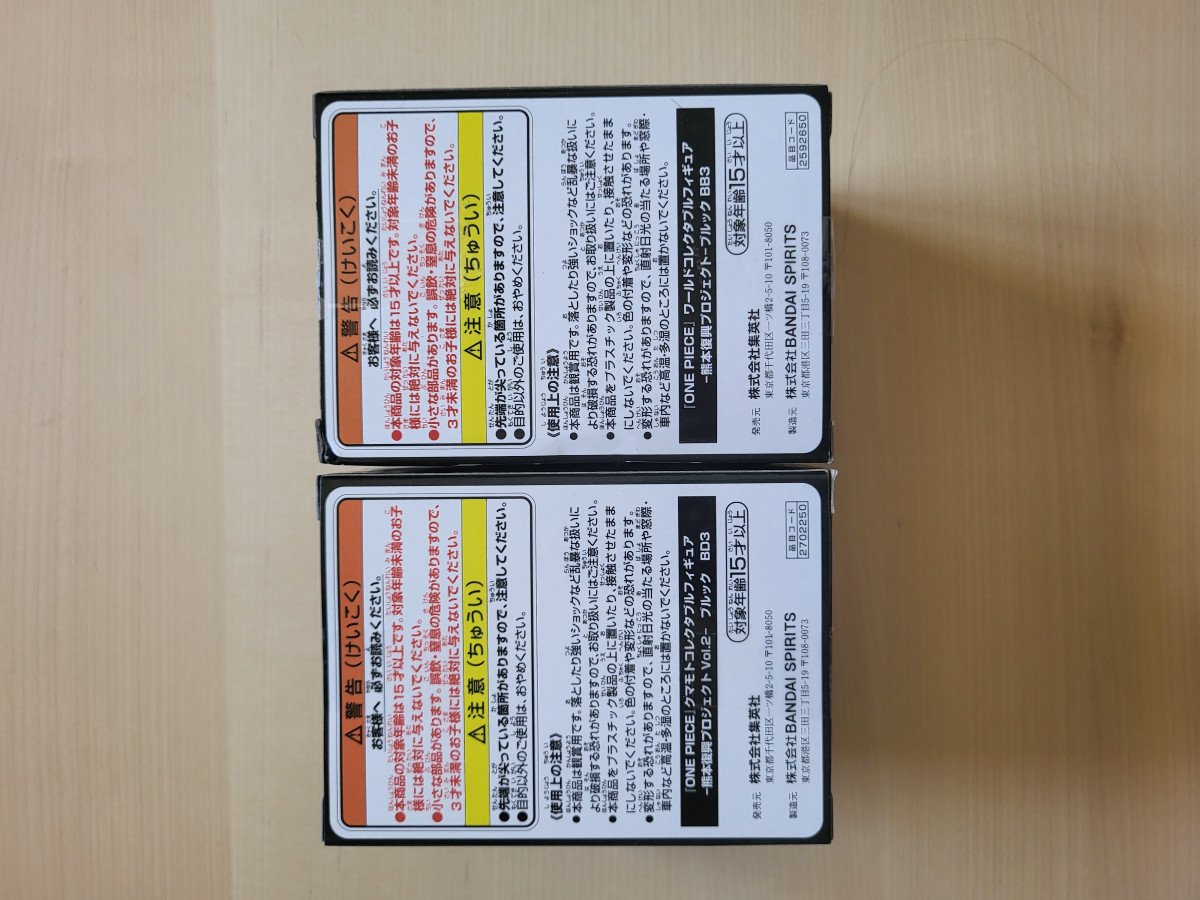 ⚠警告(けいこく)
お客様へ 必ずお読みください。
●本商品の対象年齢は15才以上です。対象年齢未満のお子
様には絶対に与えないでください。
●小さな部品があります。誤飲・窒息の危険がありますので、
3才未満のお子様には絶対に与えないでください。
⚠注意(ちゅうい)
●先端が尖っている箇所がありますので、注意してください。
●目的以外のご使用は、おやめください。
《使用上の注意》
●本商品は観賞用です。落としたり強いショックなど乱暴な扱いに
より破損する恐れがありますので、お取り扱いにはご注意ください。
●本商品をプラスチック製品の上に置いたり、接触させたまま
にしないでください。色の付着や変形などの恐れがあります。
●変形する恐れがありますので、直射日光の当たる場所や窓際・
車内など高温・多湿のところには置かないでください。
「ONE PIECE」ワールドコレクタブルフィギュア
-熊本復興プロジェクト-ブルック BB3
対象年齢15才以上
発売元 株式会社集英社
東京都千代田区一ツ橋2-5-10 〒101-8050
製造元 株式会社BANDAI SPIRITS
東京都港区三田三丁目5-19 〒108-0073
品目コード
2592650
⚠警告(けいこく)
お客様へ 必ずお読みください。
●本商品の対象年齢は15才以上です。対象年齢未満のお子
様には絶対に与えないでください。
●小さな部品があります。誤飲・窒息の危険がありますので、
3才未満のお子様には絶対に与えないでください。
⚠注意(ちゅうい)
●先端が尖っている箇所がありますので、注意してください。
●目的以外のご使用は、おやめください。
《使用上の注意》
●本商品は観賞用です。落としたり強いショックなど乱暴な扱いに
より破損する恐れがありますので、お取り扱いにはご注意ください。
●本商品をプラスチック製品の上に置いたり、接触させたまま
にしないでください。色の付着や変形などの恐れがあります。
●変形する恐れがありますので、直射日光の当たる場所や窓際・
車内など高温・多湿のところには置かないでください。
「ONE PIECE」クマモトコレクタブルフィギュア
-熊本復興プロジェクトVol.2- ブルック BD3
対象年齢15才以上
発売元 株式会社集英社
東京都千代田区一ツ橋2-5-10 〒101-8050
製造元 株式会社BANDAI SPIRITS
東京都港区三田三丁目5-19 〒108-0073
品目コード
2702250